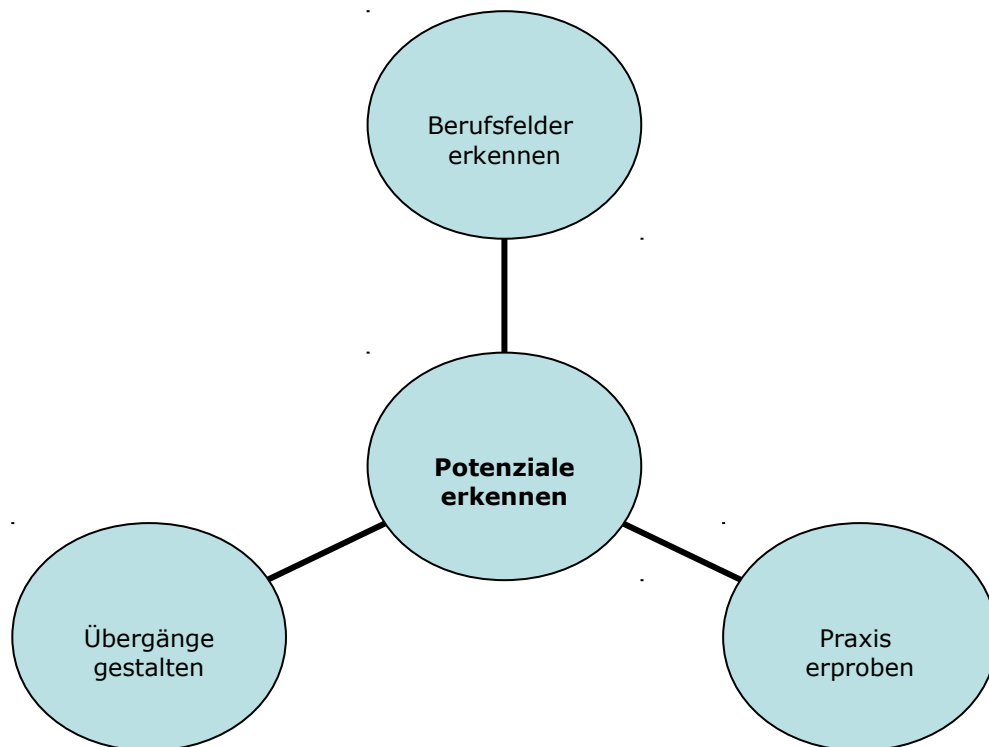 Berufsfelder
erkennen
Potenziale
erkennen
Übergänge
gestalten
Praxis
erproben